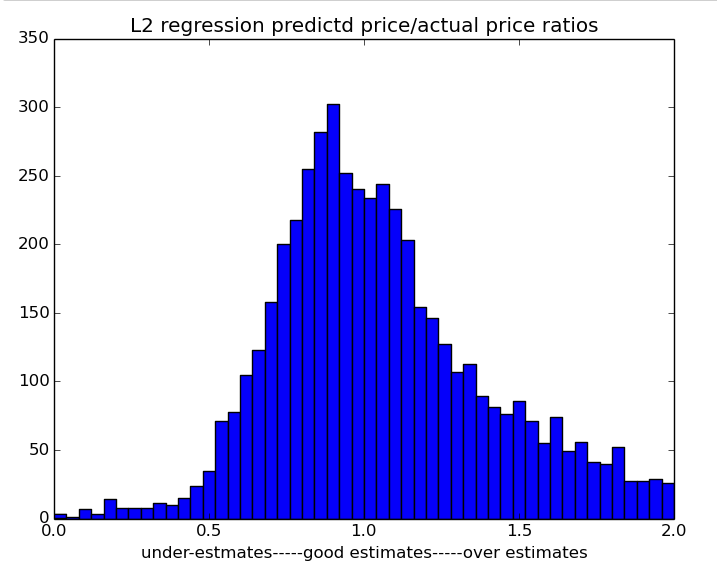 L2 regression predictd price/actual price ratios
350
300
250
200
150
100
50
0
0.0 0.5 1.0 1.5 2.0
under-estmates-----good estimates-----over estimates